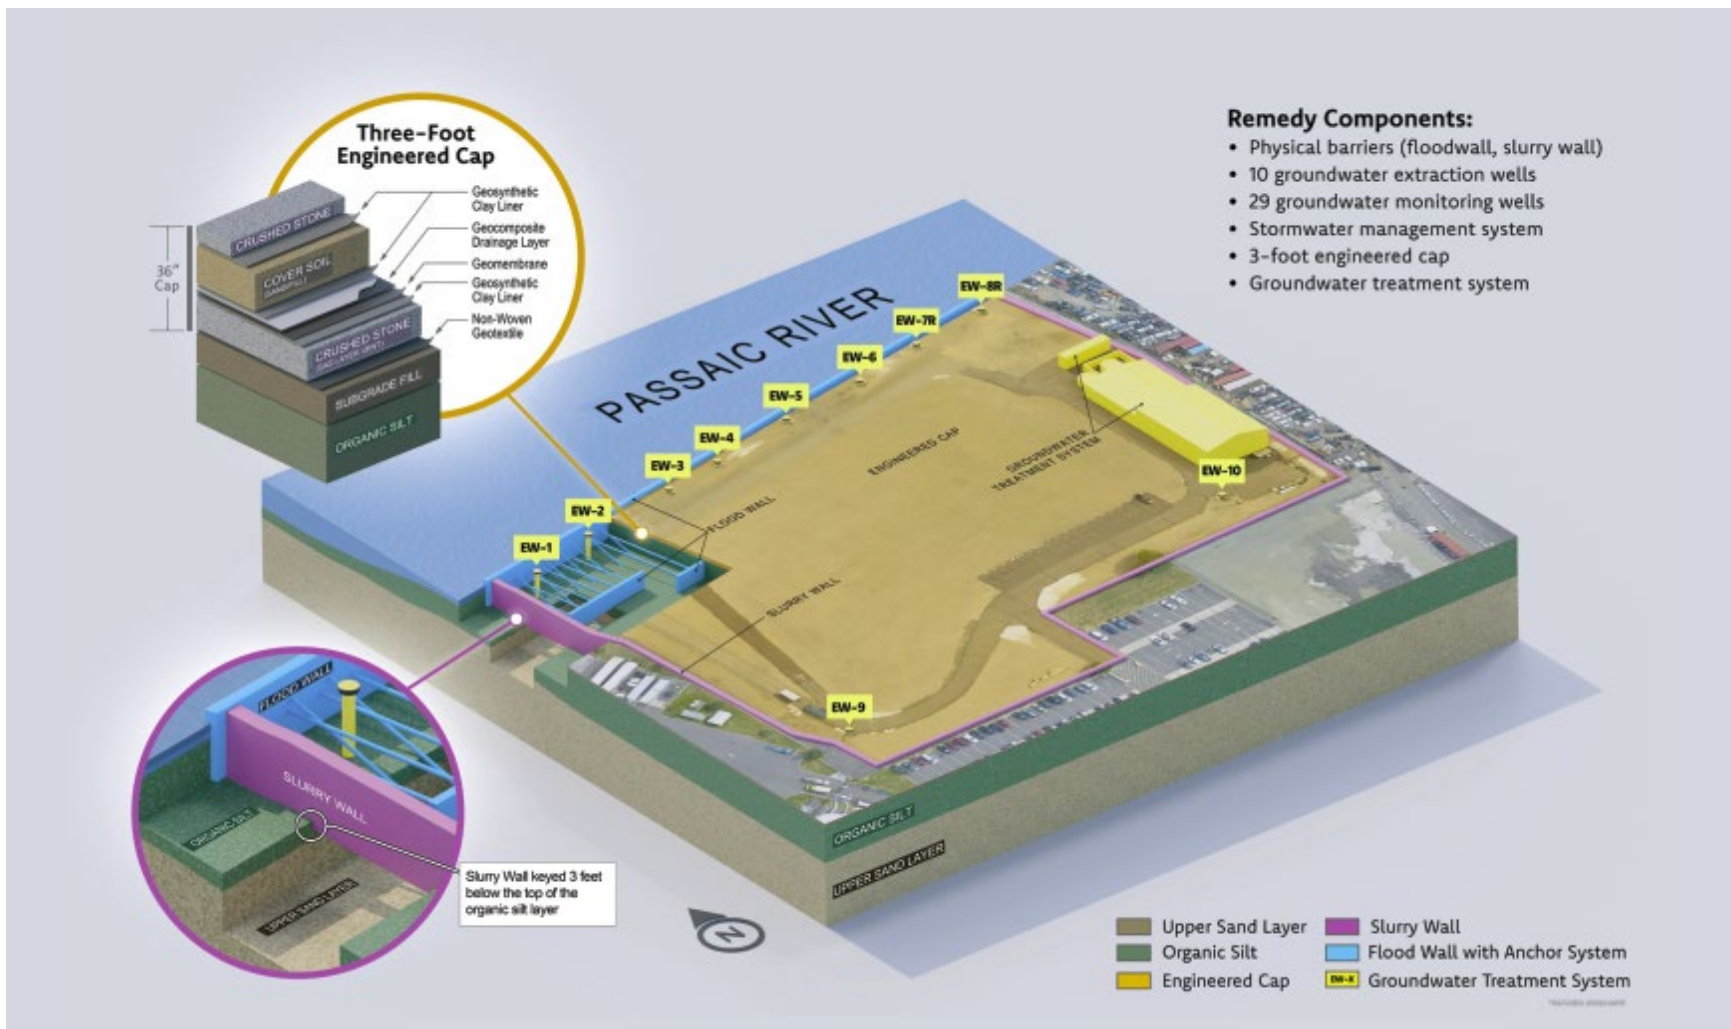 Three-Foot
Engineered Cap
Geosynthetic
Clay Liner
Geocomposite
Drainage Layer
Geomembrane
Geosynthetic
Clay Liner
Non-Woven
Geotextile
36"
Cap
CRUSHED STONE
COVER SOIL
CRUSHED STONE
SUBGRADE FILL
ORGANIC SILT
Remedy Components:
• Physical barriers (floodwall, slurry wall)
• 10 groundwater extraction wells
• 29 groundwater monitoring wells
• Stormwater management system
• 3-foot engineered cap
• Groundwater treatment system
PASSAIC RIVER
EW-8R
EW-7R
EW-6
EW-5
EW-4
EW-3
EW-2
EW-1
EW-10
EW-9
ENGINEERED CAP
GROUNDWATER
TREATMENT SYSTEM
FLOOD WALL
SLURRY WALL
FLOOD WALL
SLURRY WALL
ORGANIC SILT
UPPER SAND LAYER
Slurry Wall keyed 3 feet
below the top of the
organic silt layer
ORGANIC SILT
UPPER SAND LAYER
N
Upper Sand Layer
Organic Silt
Engineered Cap
Slurry Wall
Flood Wall with Anchor System
EW-X Groundwater Treatment System